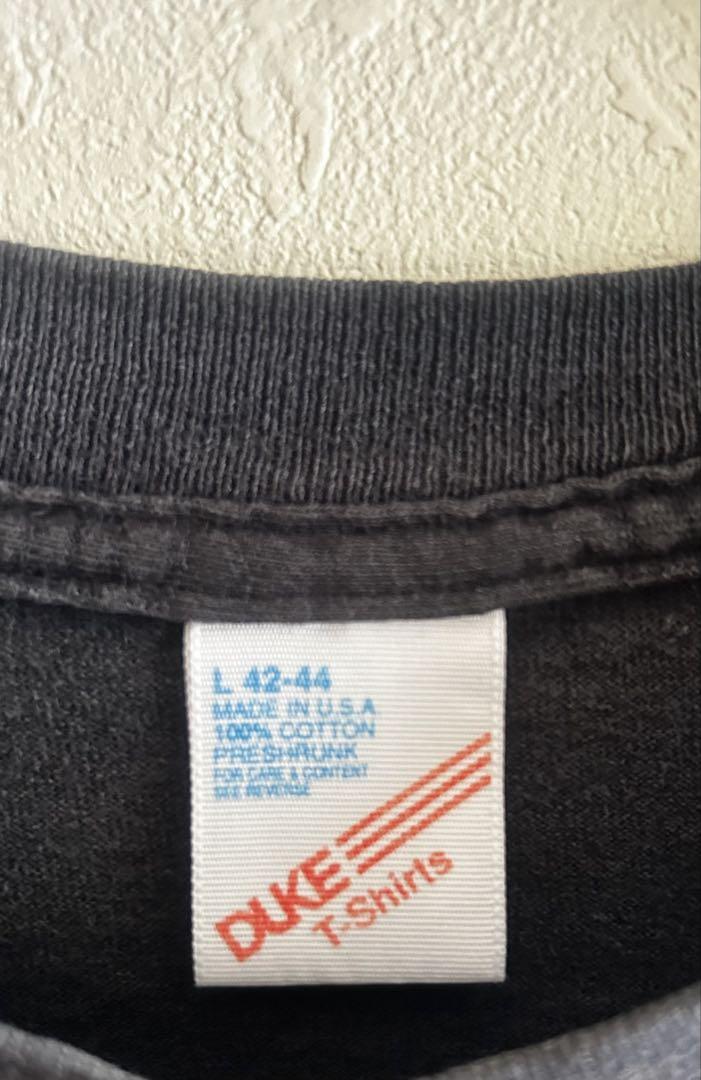 L 42-44
MADE IN U.S.A.
100% COTTON
PRESHRUNK
FOR CARE & CONTENT
SEE REVERSE
DUKE
T-Shirts